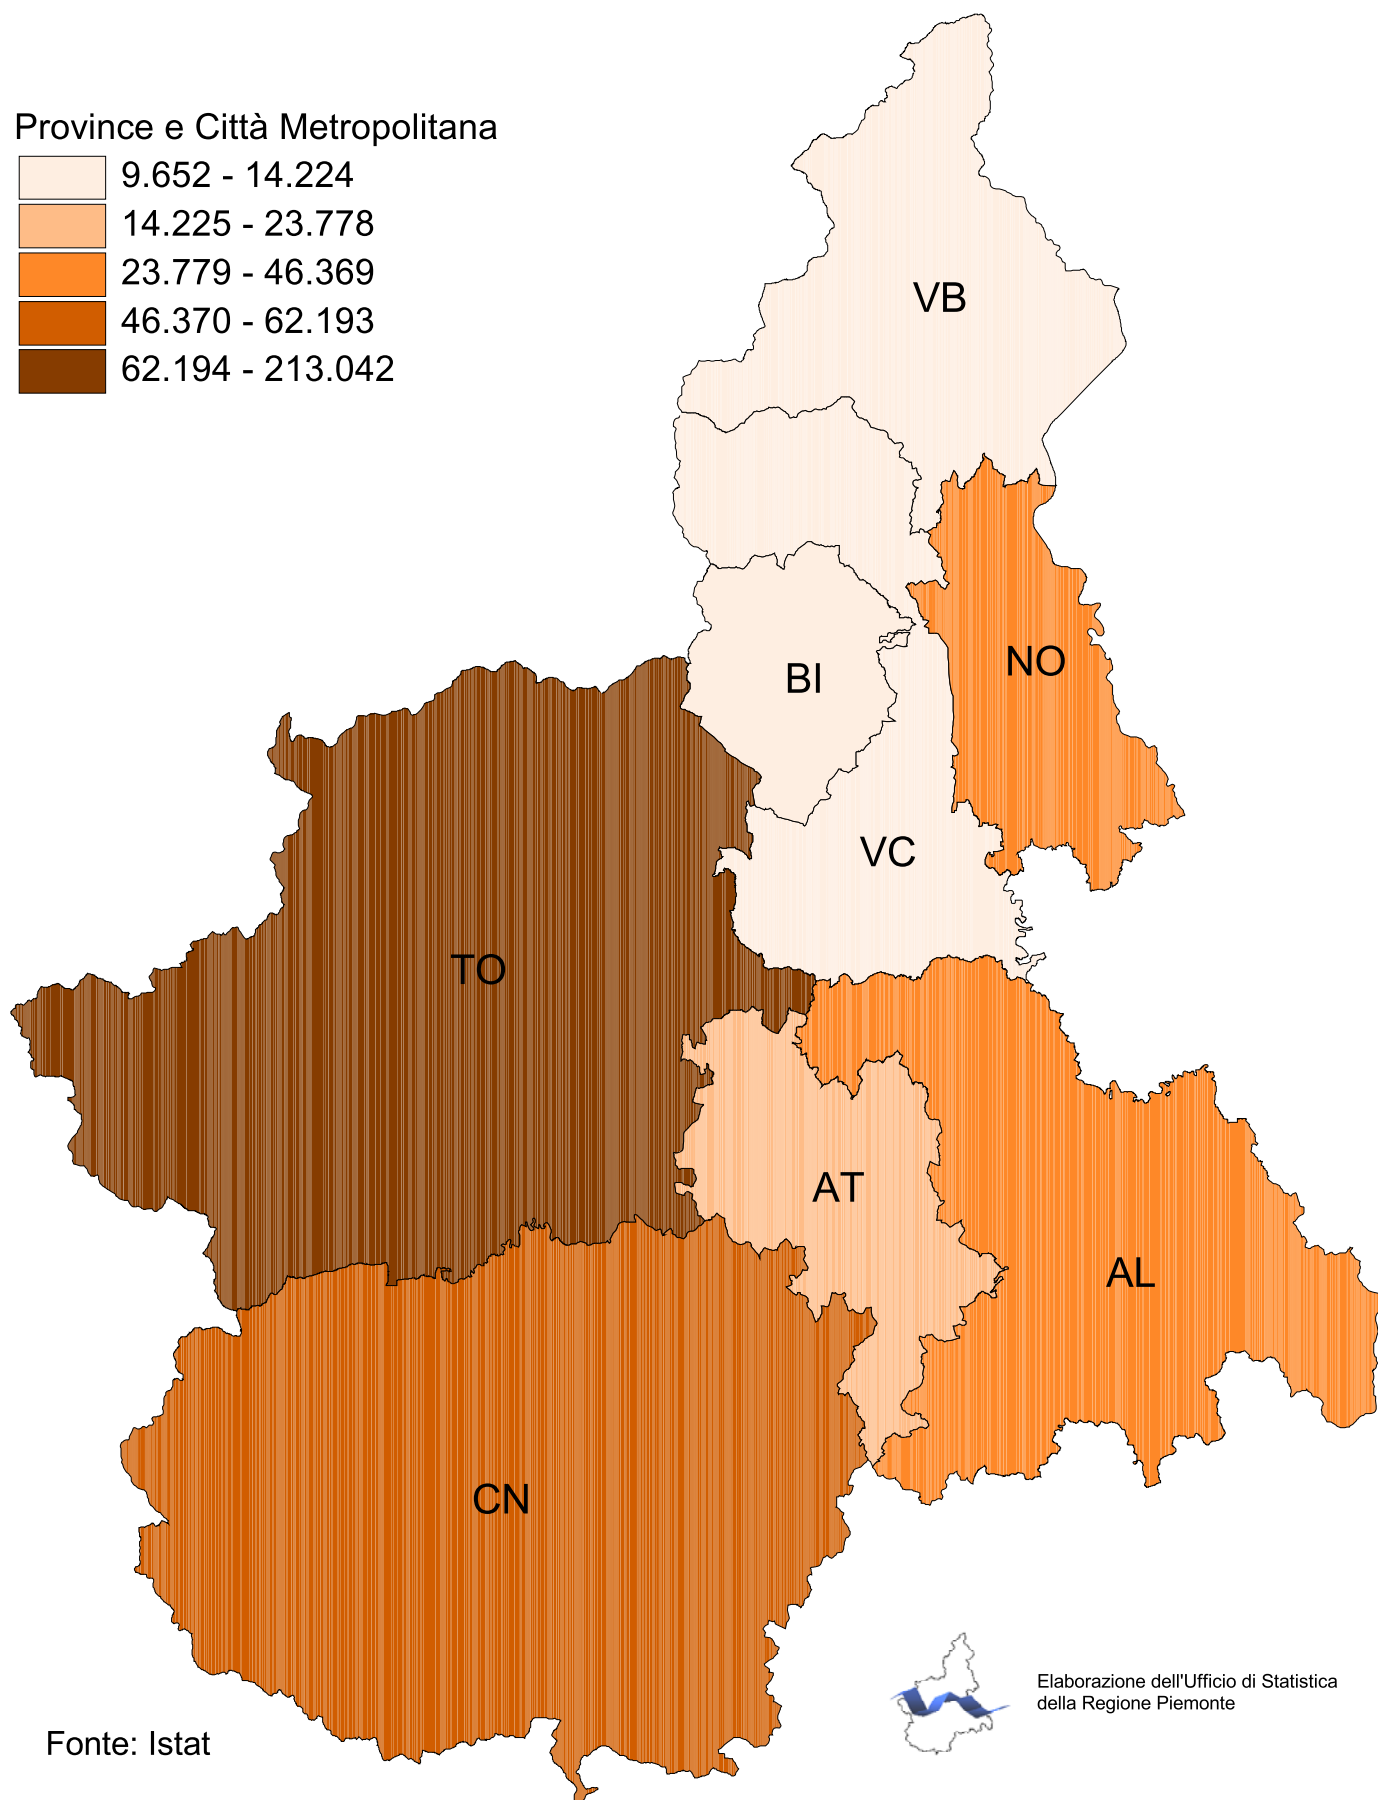 Province e Città Metropolitana
9.652 - 14.224
14.225 - 23.778
23.779 - 46.369
46.370 - 62.193
62.194 - 213.042
VB
NO
BI
VC
TO
AT
AL
CN
Elaborazione dell'Ufficio di Statistica
della Regione Piemonte
Fonte: Istat